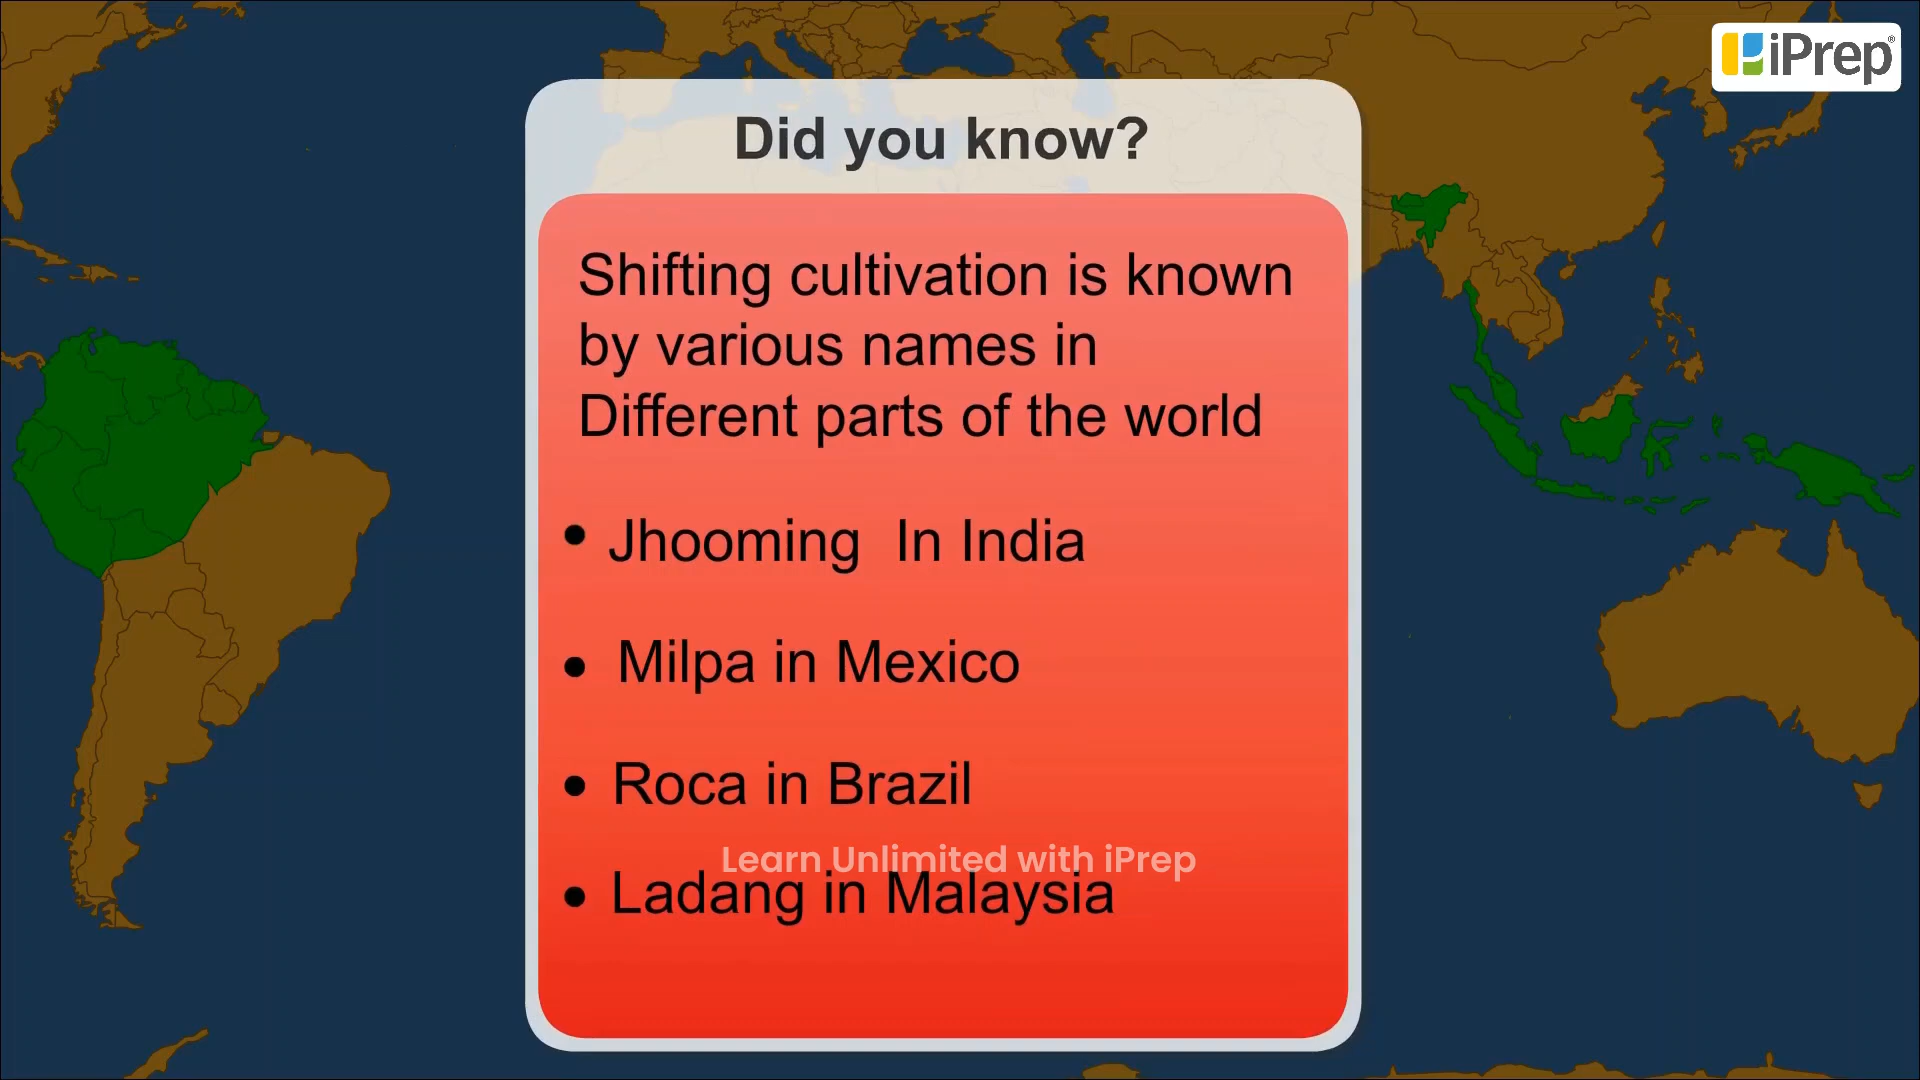 iPrep®
Did you know?
Shifting cultivation is known
by various names in
Different parts of the world
• Jhooming In India
• Milpa in Mexico
• Roca in Brazil
Learn Unlimited with iPrep
• Ladang in Malaysia